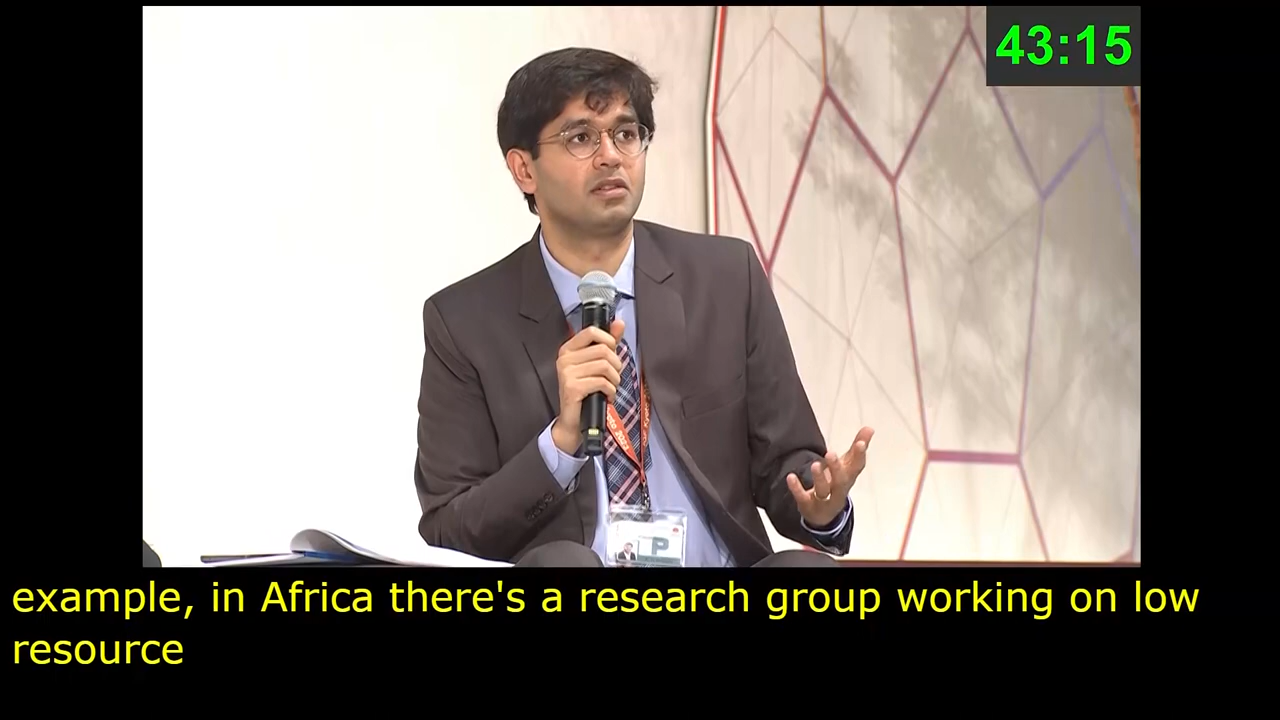 43:15
P
example, in Africa there's a research group working on low
resource